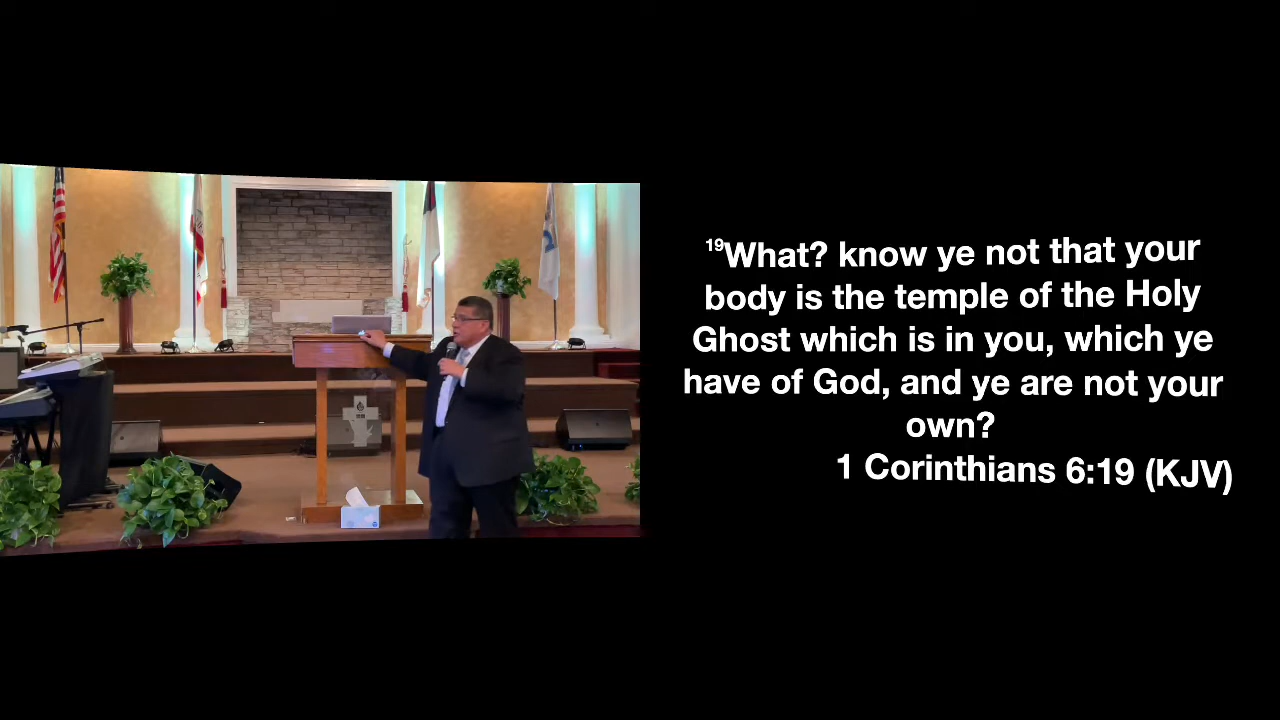 ¹⁹What? know ye not that your
body is the temple of the Holy
Ghost which is in you, which ye
have of God, and ye are not your
own?
1 Corinthians 6:19 (KJV)